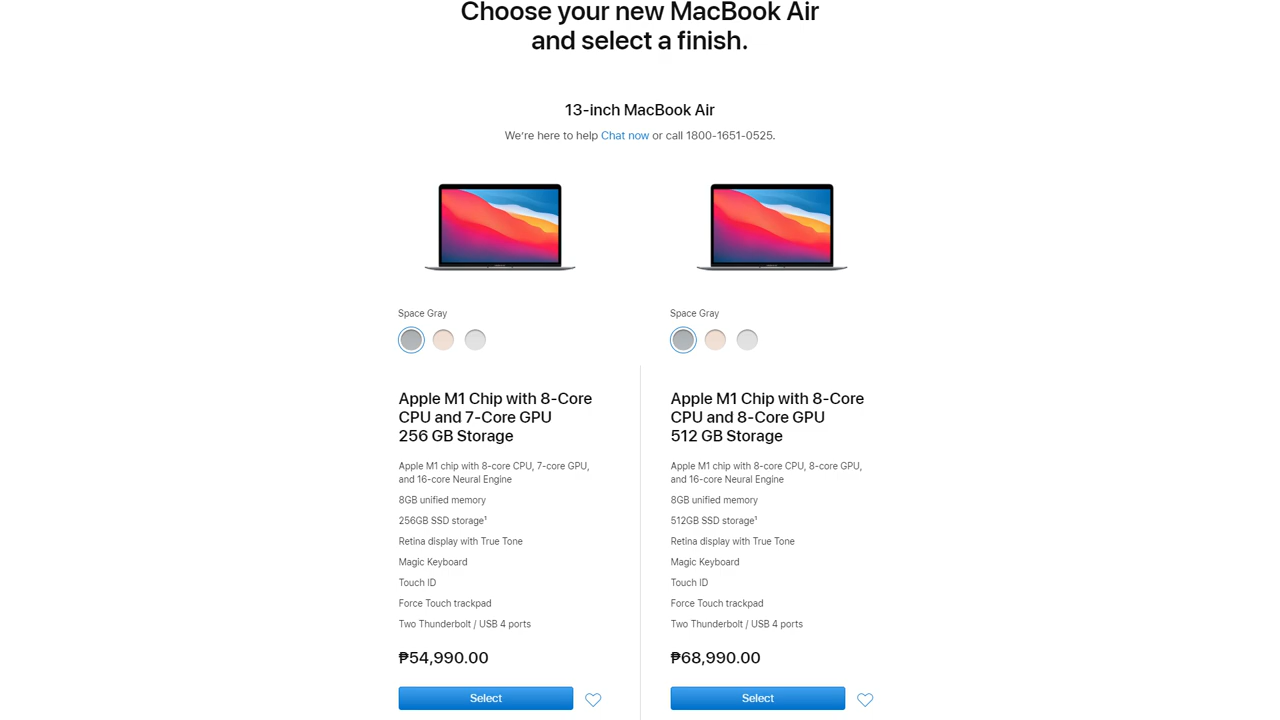 Choose your new MacBook Air
and select a finish.
13-inch MacBook Air
We're here to help Chat now or call 1800-1651-0525.
Space Gray
Apple M1 Chip with 8-Core
CPU and 7-Core GPU
256 GB Storage
Apple M1 chip with 8-core CPU, 7-core GPU,
and 16-core Neural Engine
8GB unified memory
256GB SSD storage¹
Retina display with True Tone
Magic Keyboard
Touch ID
Force Touch trackpad
Two Thunderbolt / USB 4 ports
₱54,990.00
Select
Space Gray
Apple M1 Chip with 8-Core
CPU and 8-Core GPU
512 GB Storage
Apple M1 chip with 8-core CPU, 8-core GPU,
and 16-core Neural Engine
8GB unified memory
512GB SSD storage¹
Retina display with True Tone
Magic Keyboard
Touch ID
Force Touch trackpad
Two Thunderbolt / USB 4 ports
₱68,990.00
Select